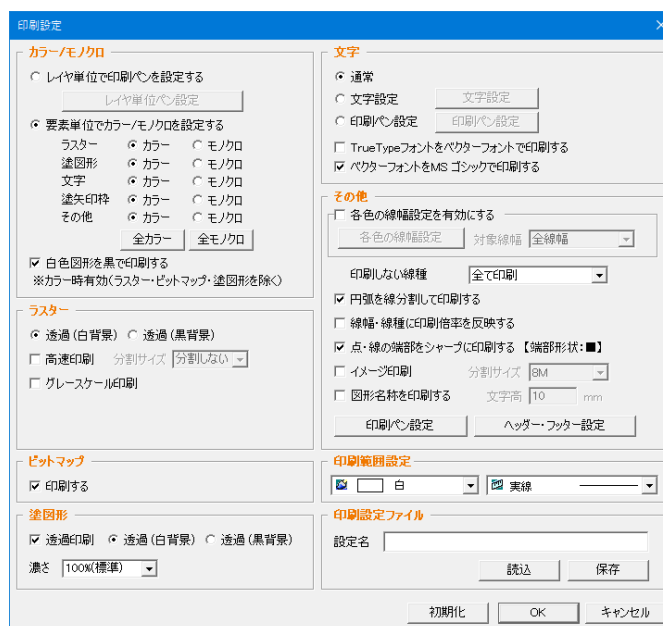 印刷設定
カラー/モノクロ
レイヤ単位で印刷ペンを設定する
レイヤ単位ペン設定
要素単位でカラー/モノクロを設定する
ラスター カラー モノクロ
塗図形 カラー モノクロ
文字 カラー モノクロ
塗矢印枠 カラー モノクロ
その他 カラー モノクロ
全カラー 全モノクロ
白色図形を黒で印刷する
※カラー時有効(ラスター・ビットマップ・塗図形を除く)
ラスター
透過(白背景) 透過(黒背景)
高速印刷 分割サイズ 分割しない
グレースケール印刷
ビットマップ
印刷する
塗図形
透過印刷 透過(白背景) 透過(黒背景)
濃さ 100%(標準)
文字
通常
文字設定 文字設定
印刷ペン設定 印刷ペン設定
TrueTypeフォントをベクターフォントで印刷する
ベクターフォントをMS ゴシックで印刷する
その他
各色の線幅設定を有効にする
各色の線幅設定 対象線幅 全線幅
印刷しない線種 全て印刷
円弧を線分割して印刷する
線幅・線種に印刷倍率を反映する
点・線の端部をシャープに印刷する 【端部形状:■】
イメージ印刷 分割サイズ 8M
図形名称を印刷する 文字高 10 mm
印刷ペン設定 ヘッダー・フッター設定
印刷範囲設定
白 実線
印刷設定ファイル
設定名
読込 保存
初期化 OK キャンセル